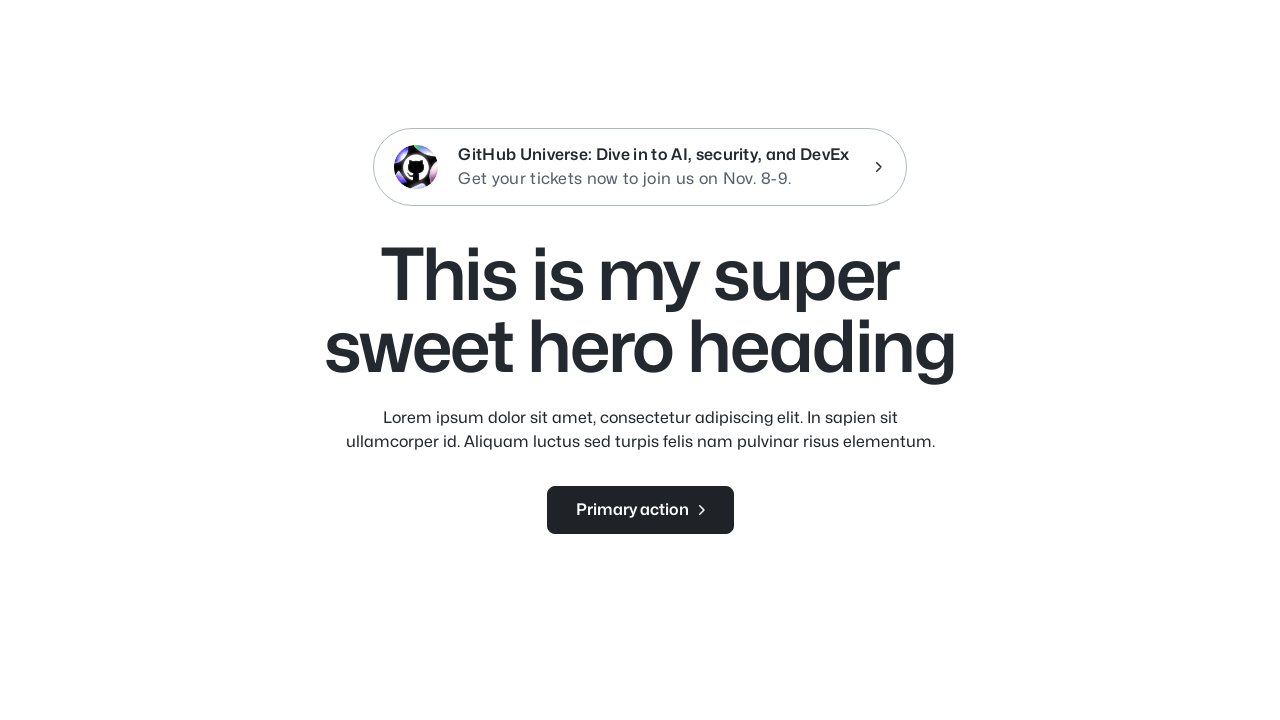 GitHub Universe: Dive in to AI, security, and DevEx
Get your tickets now to join us on Nov. 8-9.
This is my super
sweet hero heading
Lorem ipsum dolor sit amet, consectetur adipiscing elit. In sapien sit
ullamcorper id. Aliquam luctus sed turpis felis nam pulvinar risus elementum.
Primary action